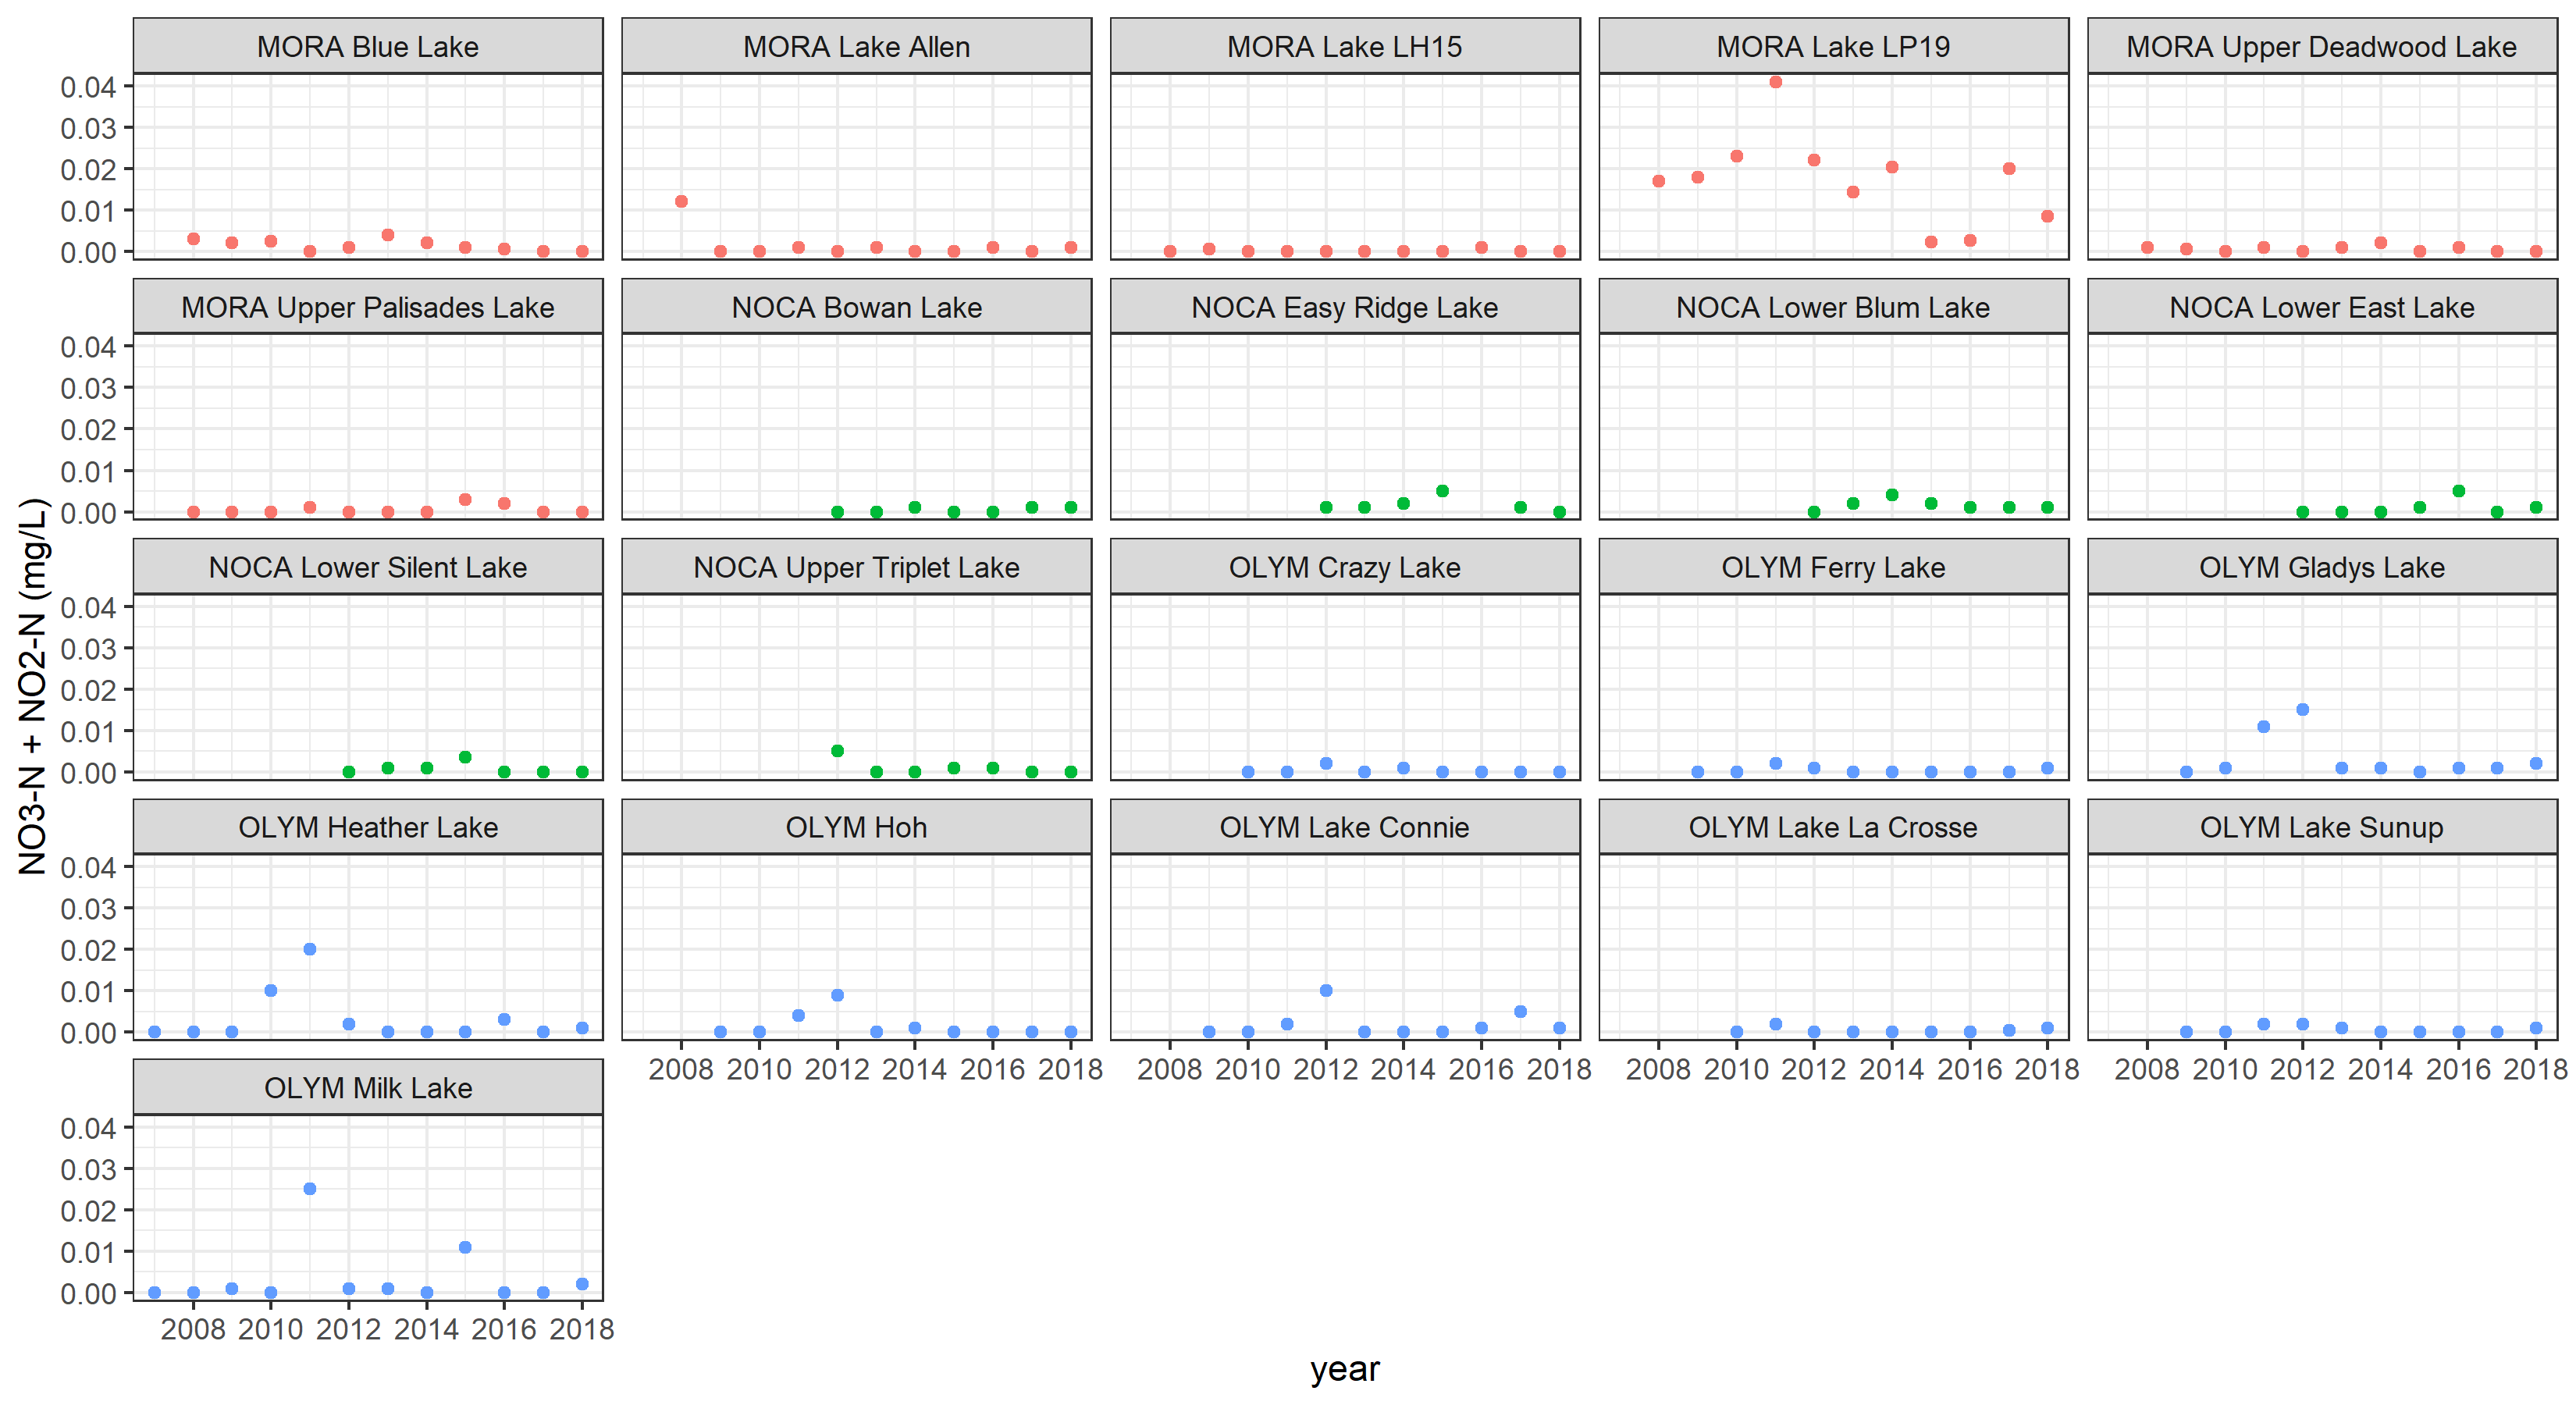 MORA Blue Lake
MORA Lake Allen
MORA Lake LH15
MORA Lake LP19
MORA Upper Deadwood Lake
0.04
0.03
0.02
0.01
0.00
MORA Upper Palisades Lake
NOCA Bowan Lake
NOCA Easy Ridge Lake
NOCA Lower Blum Lake
NOCA Lower East Lake
0.04
0.03
0.02
0.01
0.00
NO3-N + NO2-N (mg/L)
NOCA Lower Silent Lake
NOCA Upper Triplet Lake
OLYM Crazy Lake
OLYM Ferry Lake
OLYM Gladys Lake
0.04
0.03
0.02
0.01
0.00
OLYM Heather Lake
OLYM Hoh
OLYM Lake Connie
OLYM Lake La Crosse
OLYM Lake Sunup
0.04
0.03
0.02
0.01
0.00
2008 2010 2012 2014 2016 2018
2008 2010 2012 2014 2016 2018
2008 2010 2012 2014 2016 2018
2008 2010 2012 2014 2016 2018
OLYM Milk Lake
0.04
0.03
0.02
0.01
0.00
2008 2010 2012 2014 2016 2018
year